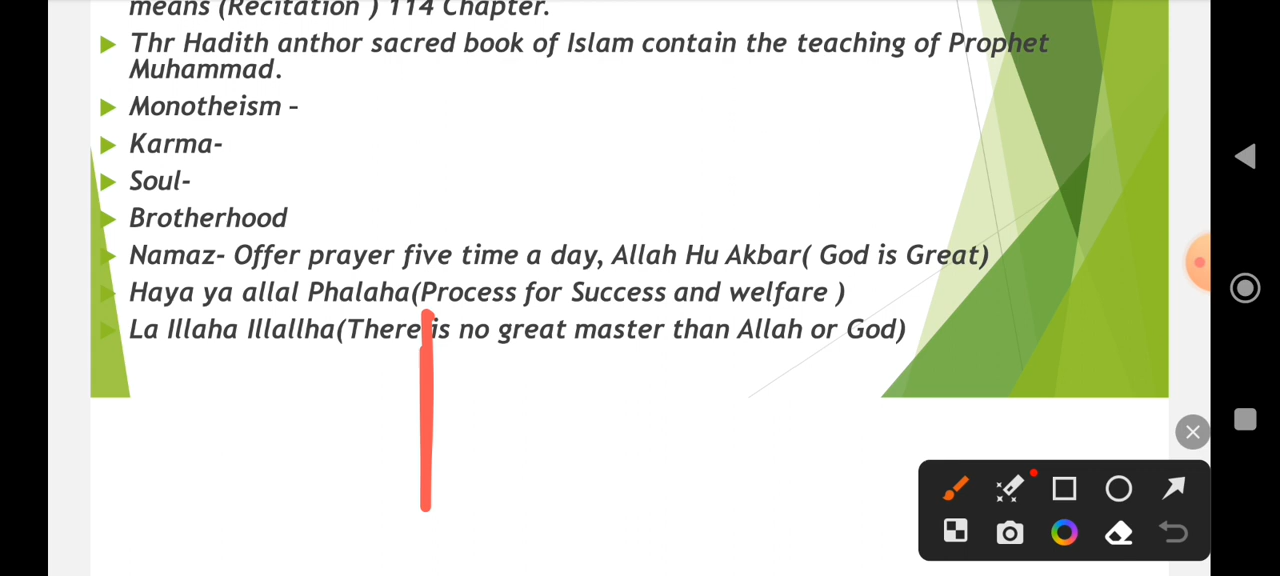 means (Recitation ) 114 Chapter.
Thr Hadith anthor sacred book of Islam contain the teaching of Prophet
Muhammad.
Monotheism –
Karma-
Soul-
Brotherhood
Namaz- Offer prayer five time a day, Allah Hu Akbar( God is Great)
Haya ya allal Phalaha(Process for Success and welfare )
La Illaha Illallha(There is no great master than Allah or God)